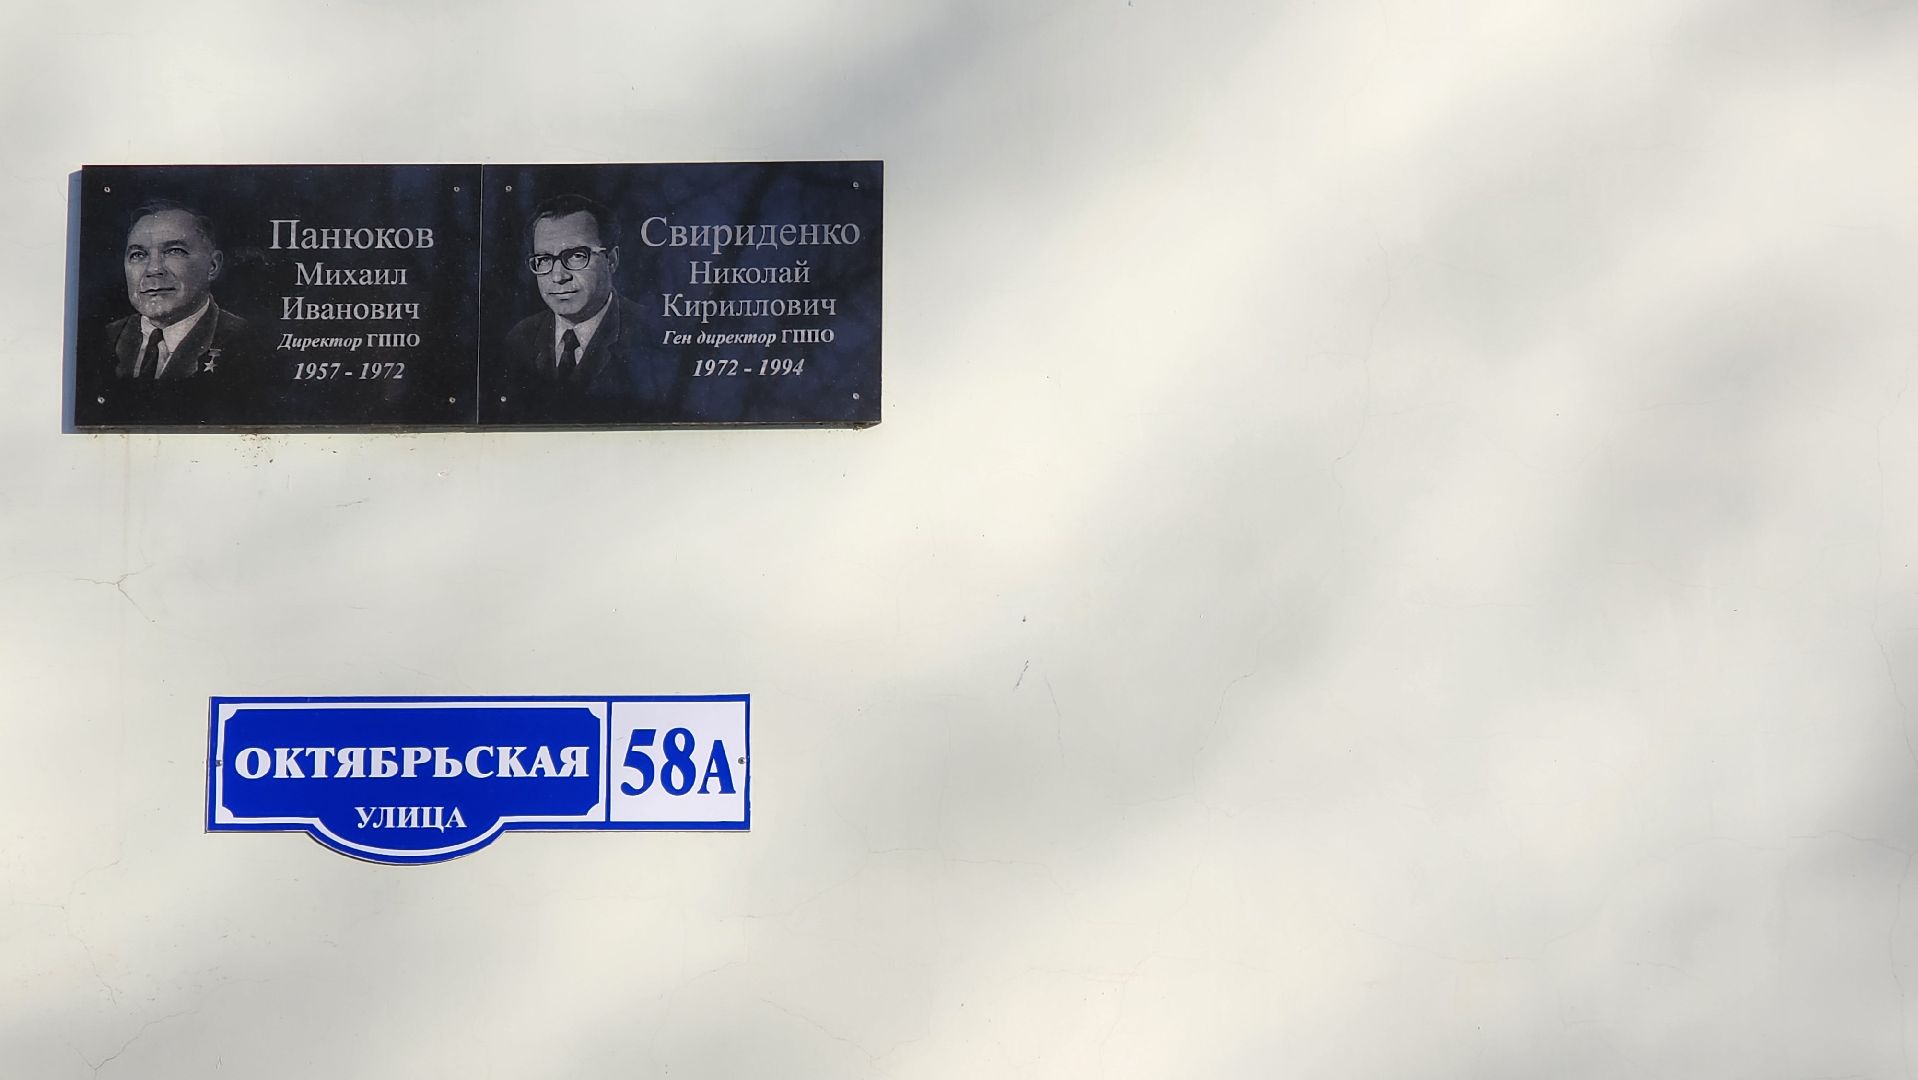 Панюков
Михаил
Иванович
Директор ГППО
1957 - 1972
Свириденко
Николай
Кириллович
Ген директор ГППО
1972 - 1994
ОКТЯБРЬСКАЯ
УЛИЦА
58А